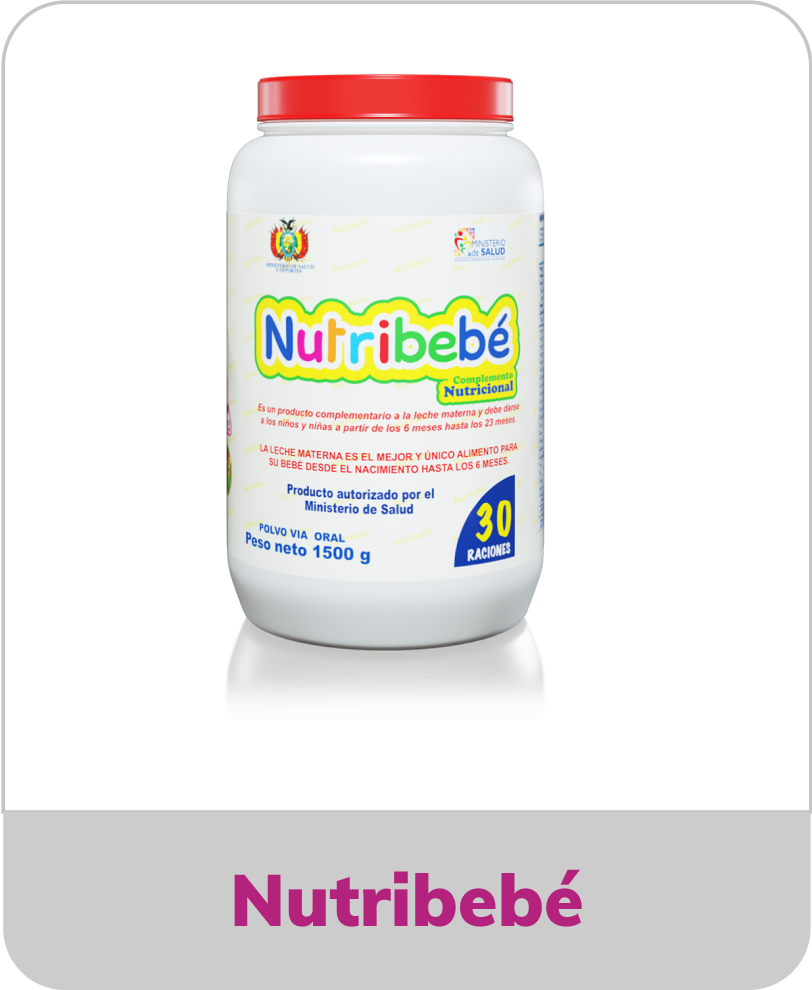 MINISTERIO DE SALUD
Y DEPORTES
MINISTERIO
de SALUD
Nutribebé
Complemento
Nutricional
Es un producto complementario a la leche materna y debe darse
a los niños y niñas a partir de los 6 meses hasta los 23 meses.
LA LECHE MATERNA ES EL MEJOR Y ÚNICO ALIMENTO PARA
SU BEBÉ DESDE EL NACIMIENTO HASTA LOS 6 MESES.
Producto autorizado por el
Ministerio de Salud
POLVO VIA ORAL
Peso neto 1500 g
30
RACIONES
Nutribebé